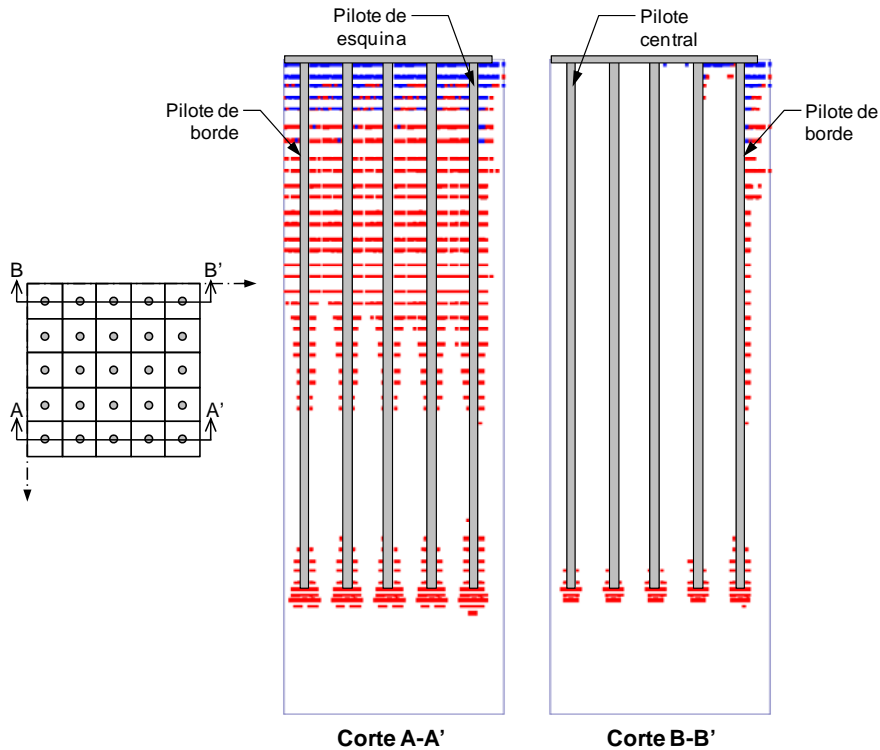 Pilote de
esquina
Pilote
central
Pilote de
borde
Pilote de
borde
B
B’
A
A’
Corte A-A’
Corte B-B’